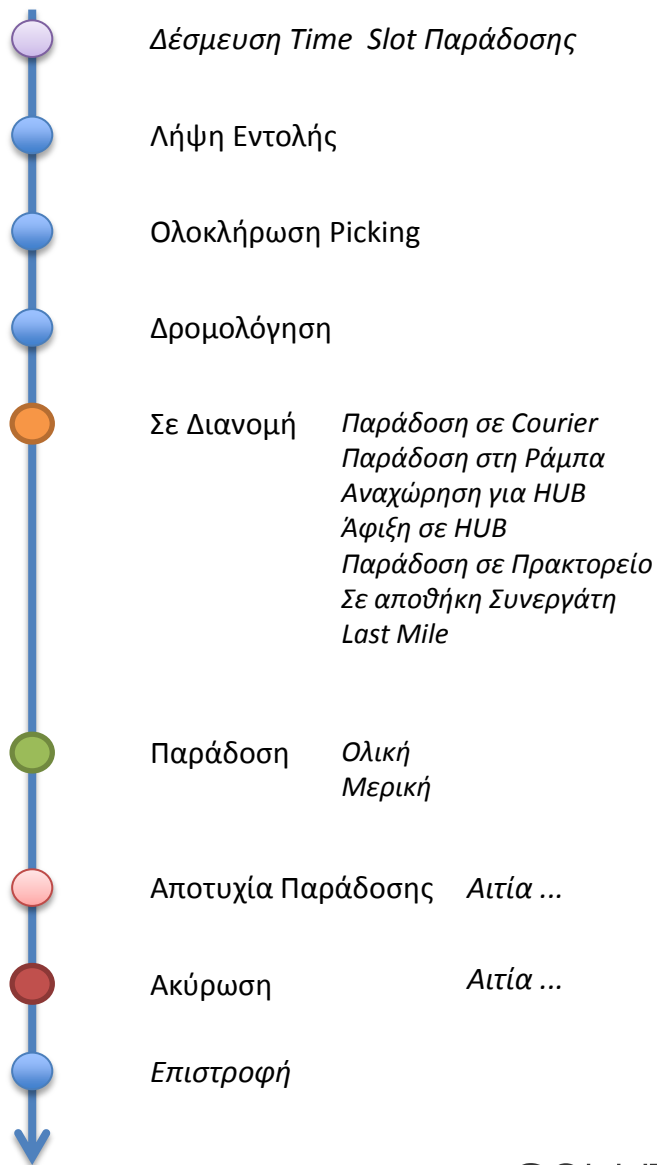 Δέσμευση Time Slot Παράδοσης
Λήψη Εντολής
Ολοκλήρωση Picking
Δρομολόγηση
Σε Διανομή Παράδοση σε Courier
Παράδοση στη Ράμπα
Αναχώρηση για HUB
Άφιξη σε HUB
Παράδοση σε Πρακτορείο
Σε αποθήκη Συνεργάτη
Last Mile
Παράδοση Ολική
Μερική
Αποτυχία Παράδοσης Αιτία ...
Ακύρωση Αιτία ...
Επιστροφή